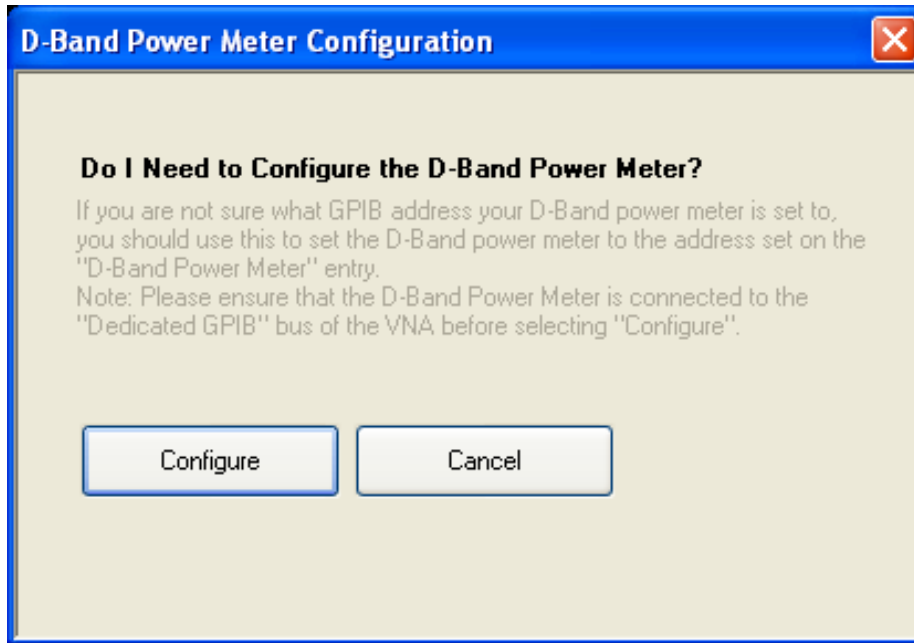 D-Band Power Meter Configuration
Do I Need to Configure the D-Band Power Meter?
If you are not sure what GPIB address your D-Band power meter is set to,
you should use this to set the D-Band power meter to the address set on the
"D-Band Power Meter" entry.
Note: Please ensure that the D-Band Power Meter is connected to the
"Dedicated GPIB" bus of the VNA before selecting "Configure".
Configure
Cancel